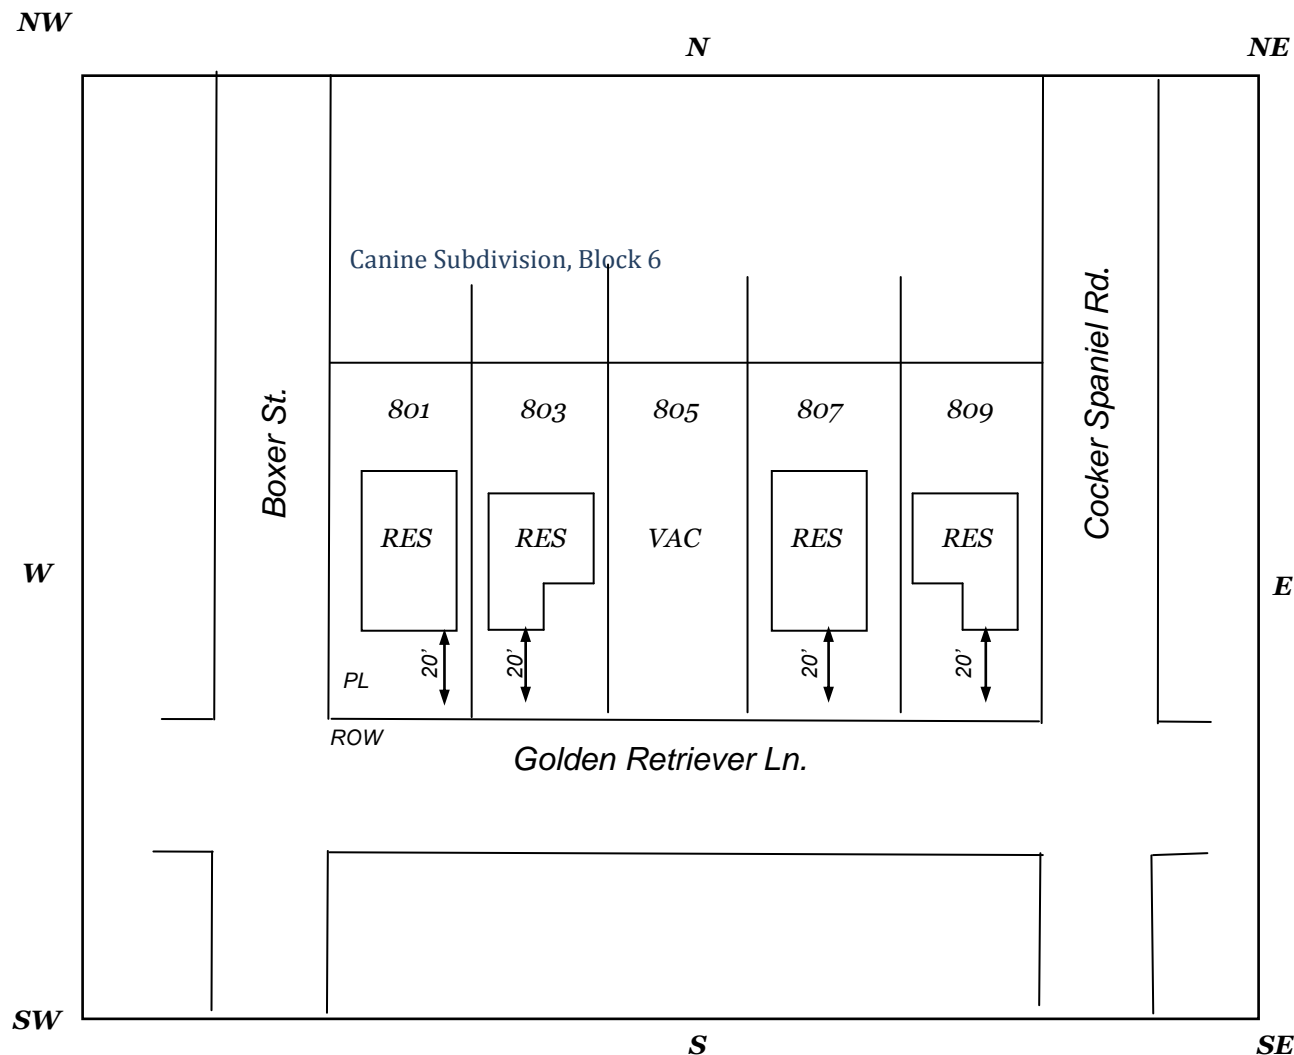 NW
N
NE
Canine Subdivision, Block 6
Boxer St.
Cocker Spaniel Rd.
801 803 805 807 809
RES RES VAC RES RES
W
E
20' 20' 20' 20'
PL
ROW
Golden Retriever Ln.
SW
S
SE